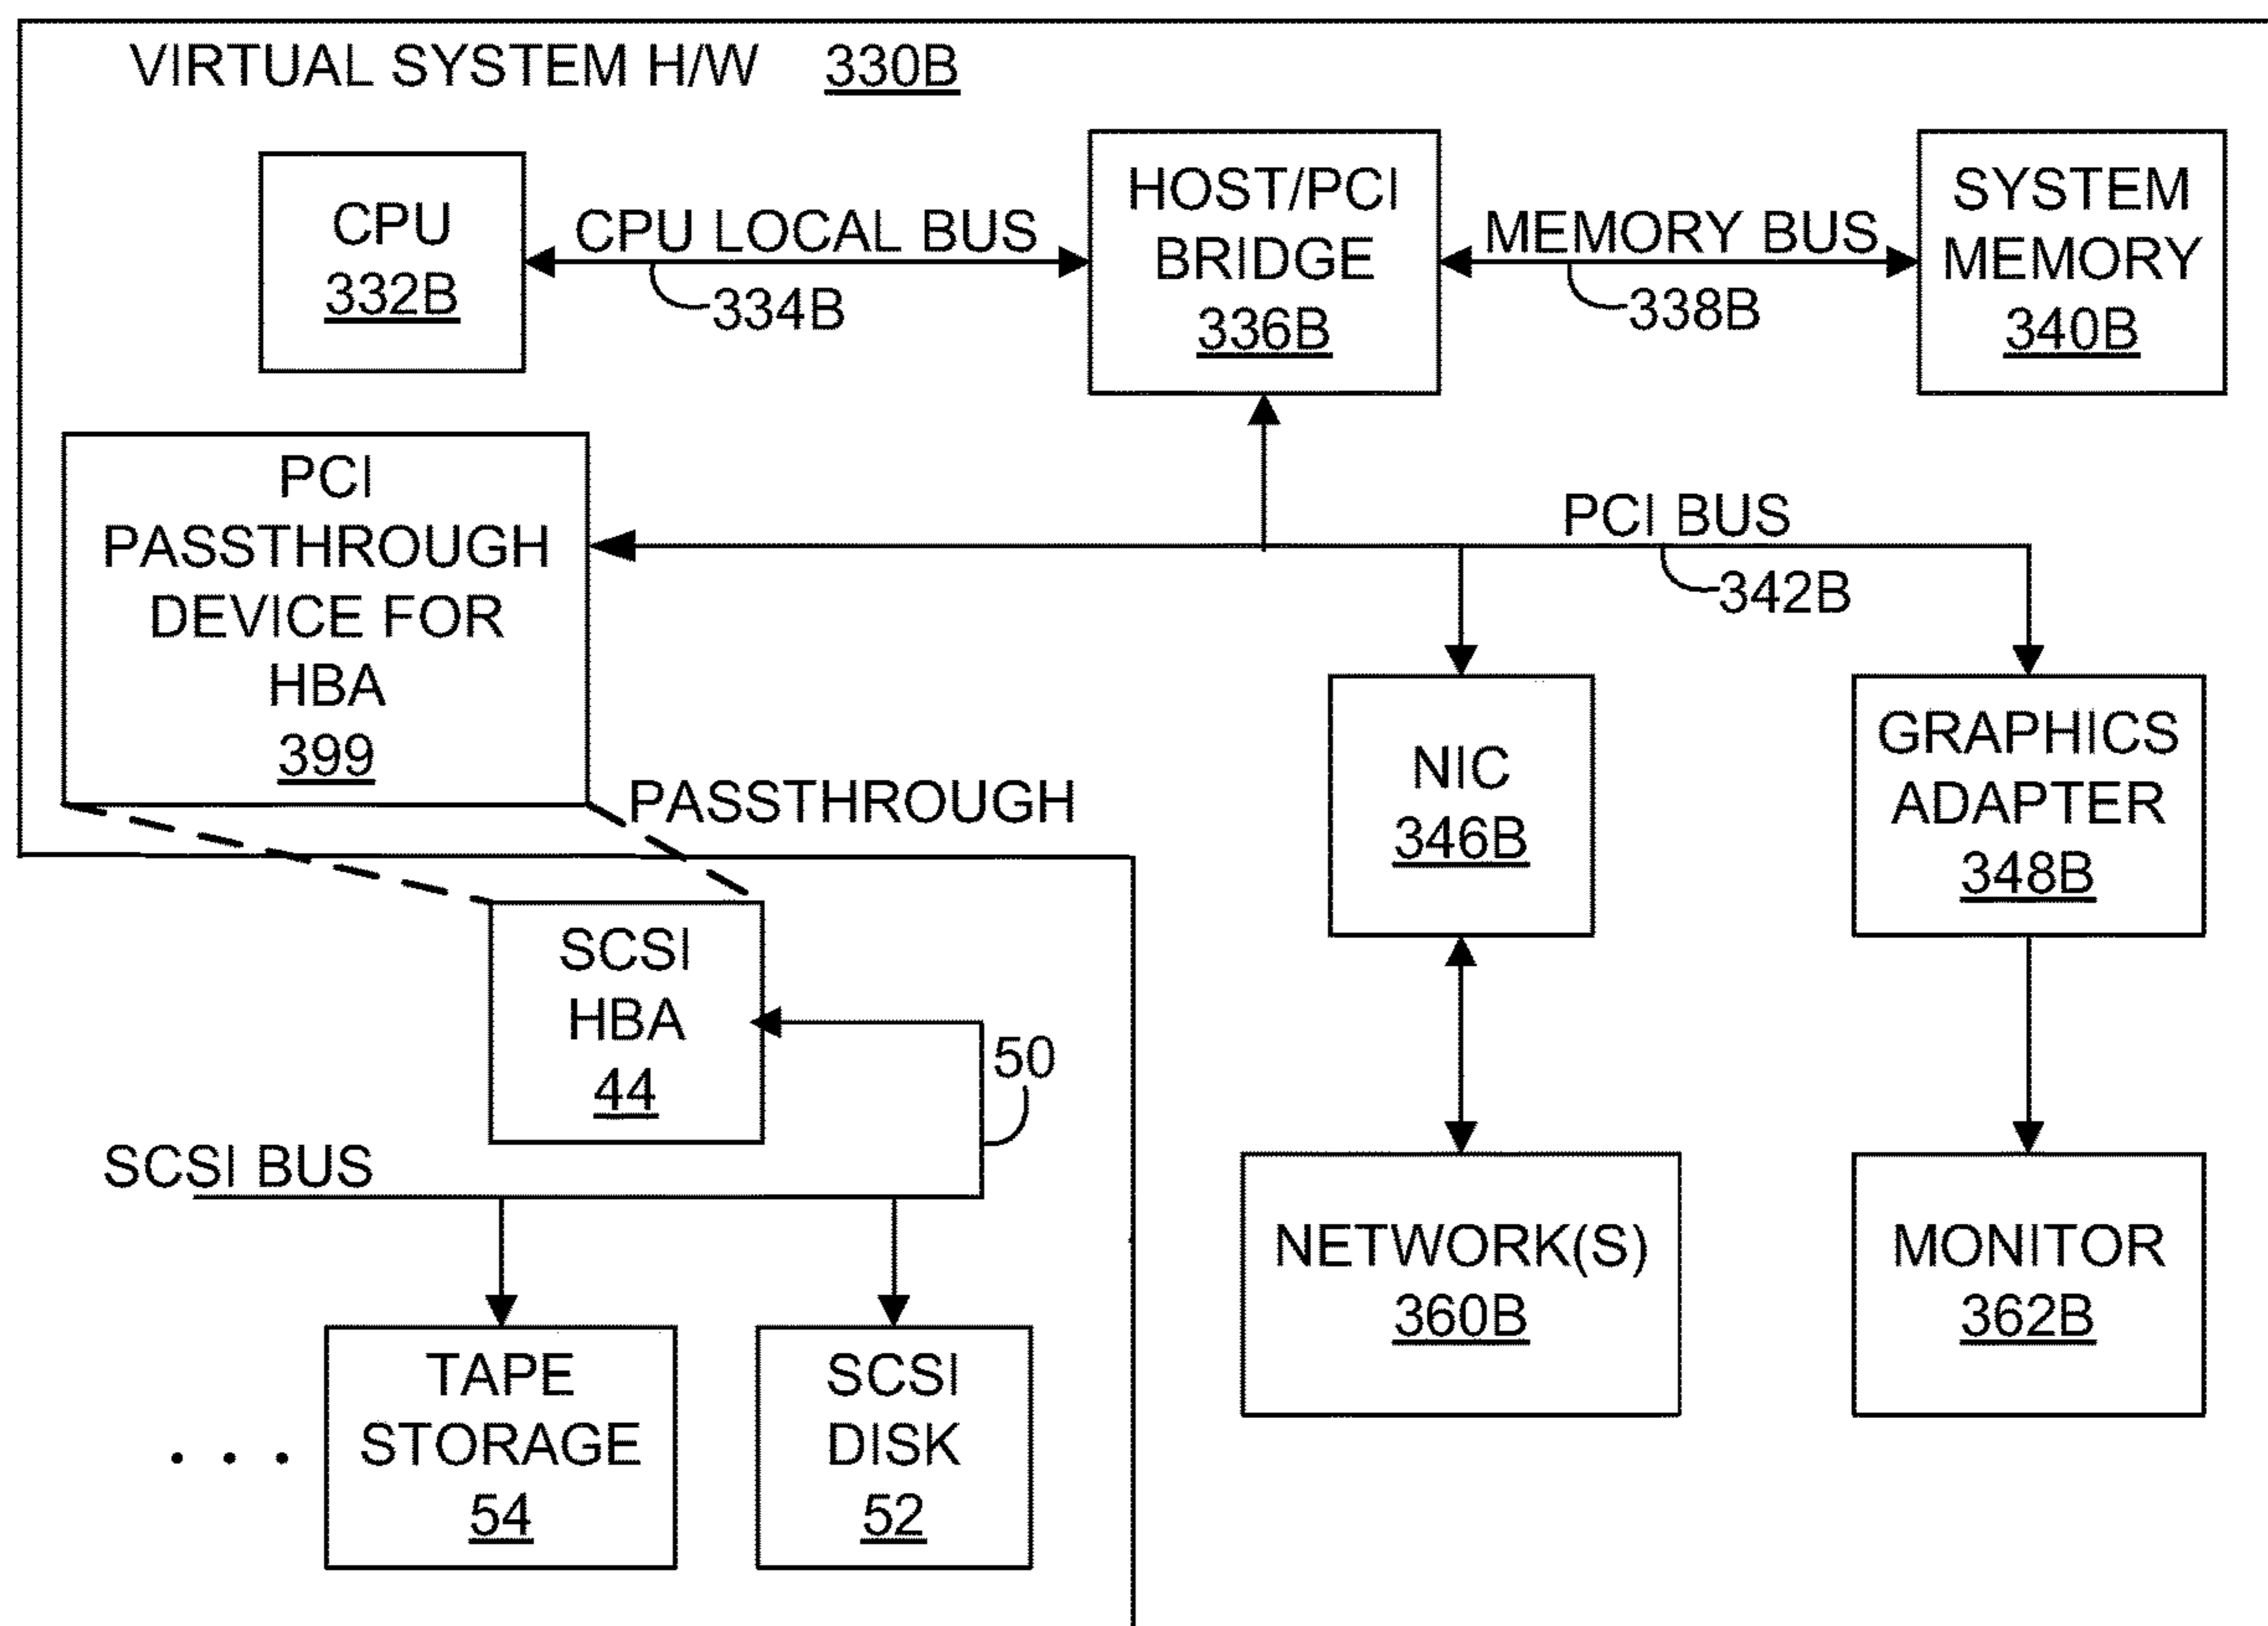 VIRTUAL SYSTEM H/W 330B
CPU
332B
CPU LOCAL BUS
334B
HOST/PCI
BRIDGE
336B
MEMORY BUS
338B
SYSTEM
MEMORY
340B
PCI
PASSTHROUGH
DEVICE FOR
HBA
399
PCI BUS
342B
PASSTHROUGH
NIC
346B
GRAPHICS
ADAPTER
348B
SCSI
HBA
44
50
SCSI BUS
TAPE
STORAGE
54
SCSI
DISK
52
NETWORK(S)
360B
MONITOR
362B
. . .